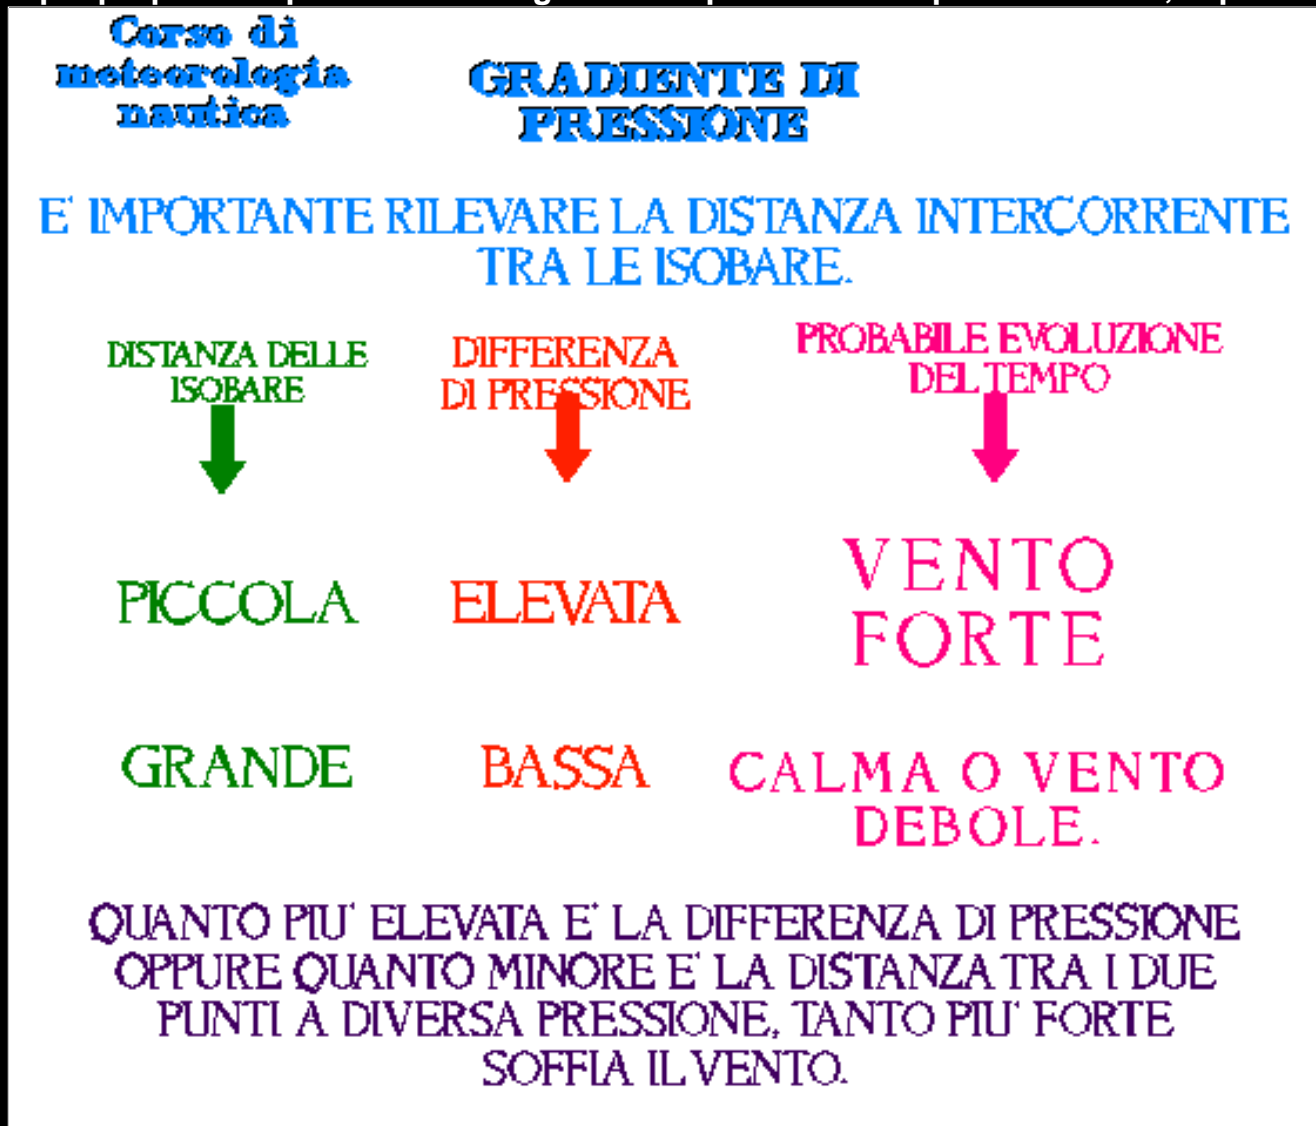 Corso di
meteorologia
nautica
GRADIENTE DI
PRESSIONE
E' IMPORTANTE RILEVARE LA DISTANZA INTERCORRENTE
TRA LE ISOBARE.
DISTANZA DELLE
ISOBARE
DIFFERENZA
DI PRESSIONE
PROBABILE EVOLUZIONE
DEL TEMPO
PICCOLA
ELEVATA
VENTO
FORTE
GRANDE
BASSA
CALMA O VENTO
DEBOLE.
QUANTO PIU' ELEVATA E' LA DIFFERENZA DI PRESSIONE
OPPURE QUANTO MINORE E' LA DISTANZA TRA I DUE
PUNTI A DIVERSA PRESSIONE, TANTO PIU' FORTE
SOFFIA IL VENTO.